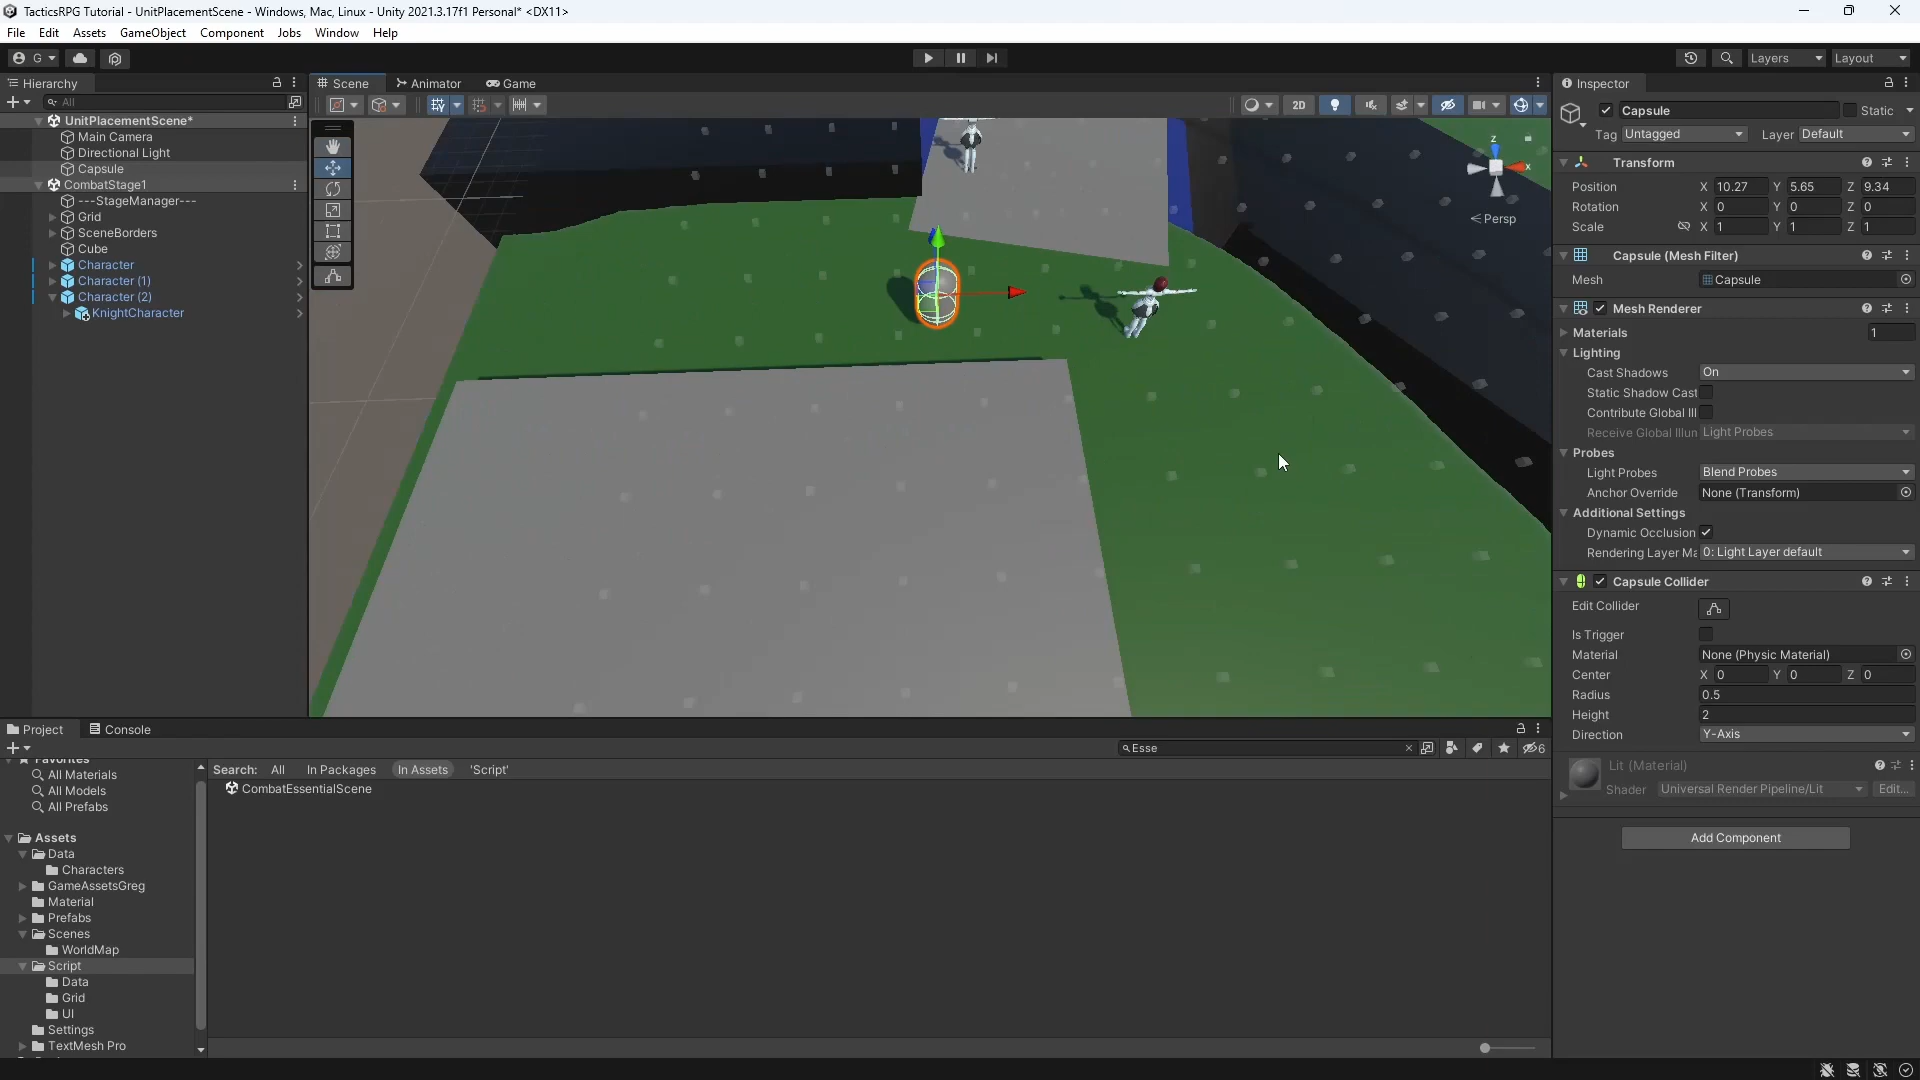 TacticsRPG Tutorial - UnitPlacementScene - Windows, Mac, Linux - Unity 2021.3.17f1 Personal* <DX11>
File Edit Assets GameObject Component Jobs Window Help
G Layers Layout
Hierarchy
All
UnitPlacementScene*
Main Camera
Directional Light
Capsule
CombatStage1
---StageManager---
Grid
SceneBorders
Cube
Character
Character (1)
Character (2)
KnightCharacter
Scene Animator Game
2D
z
x
Persp
Inspector
Capsule Static
Tag Untagged Layer Default
Transform
Position X 10.27 Y 5.65 Z 9.34
Rotation X 0 Y 0 Z 0
Scale X 1 Y 1 Z 1
Capsule (Mesh Filter)
Mesh Capsule
Mesh Renderer
Materials 1
Lighting
Cast Shadows On
Static Shadow Cast
Contribute Global Ill
Receive Global Illun Light Probes
Probes
Light Probes Blend Probes
Anchor Override None (Transform)
Additional Settings
Dynamic Occlusion
Rendering Layer Ma 0: Light Layer default
Capsule Collider
Edit Collider
Is Trigger
Material None (Physic Material)
Center X 0 Y 0 Z 0
Radius 0.5
Height 2
Direction Y-Axis
Lit (Material)
Shader Universal Render Pipeline/Lit Edit...
Add Component
Project Console
Esse
6
Favorites
All Materials
All Models
All Prefabs
Assets
Data
Characters
GameAssetsGreg
Material
Prefabs
Scenes
WorldMap
Script
Data
Grid
UI
Settings
TextMesh Pro
Search: All In Packages In Assets 'Script'
CombatEssentialScene